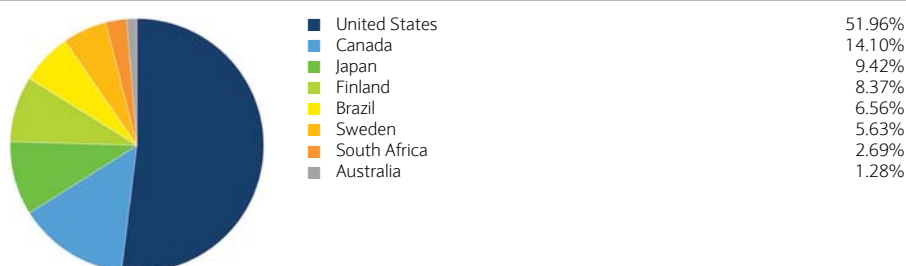 United States 51.96%
Canada 14.10%
Japan 9.42%
Finland 8.37%
Brazil 6.56%
Sweden 5.63%
South Africa 2.69%
Australia 1.28%